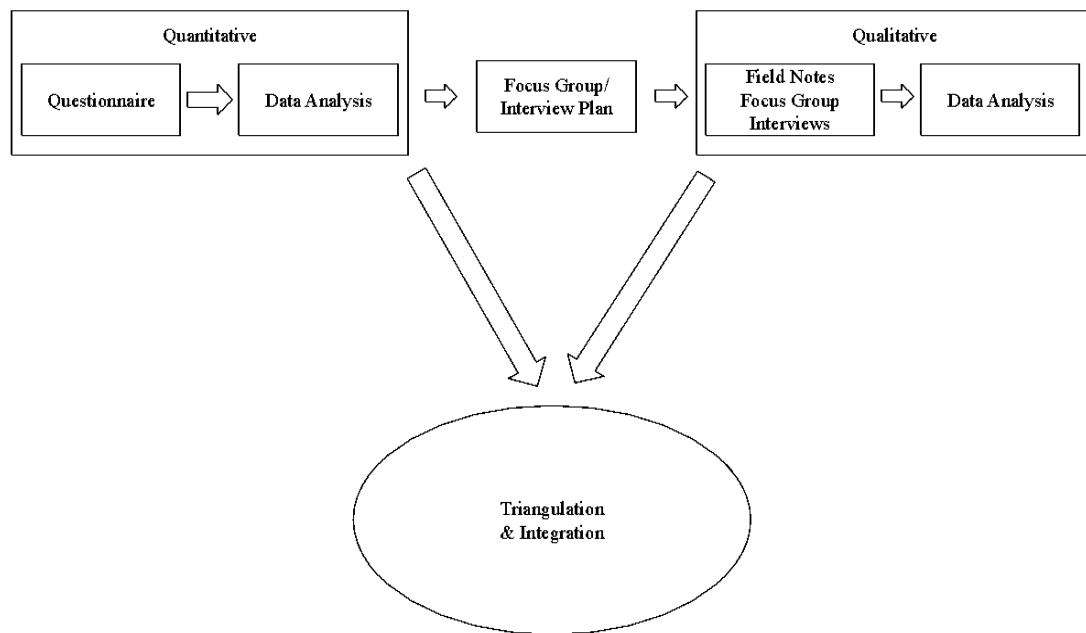 Quantitative
Questionnaire
Data Analysis
Focus Group/
Interview Plan
Qualitative
Field Notes
Focus Group
Interviews
Data Analysis
Triangulation
& Integration